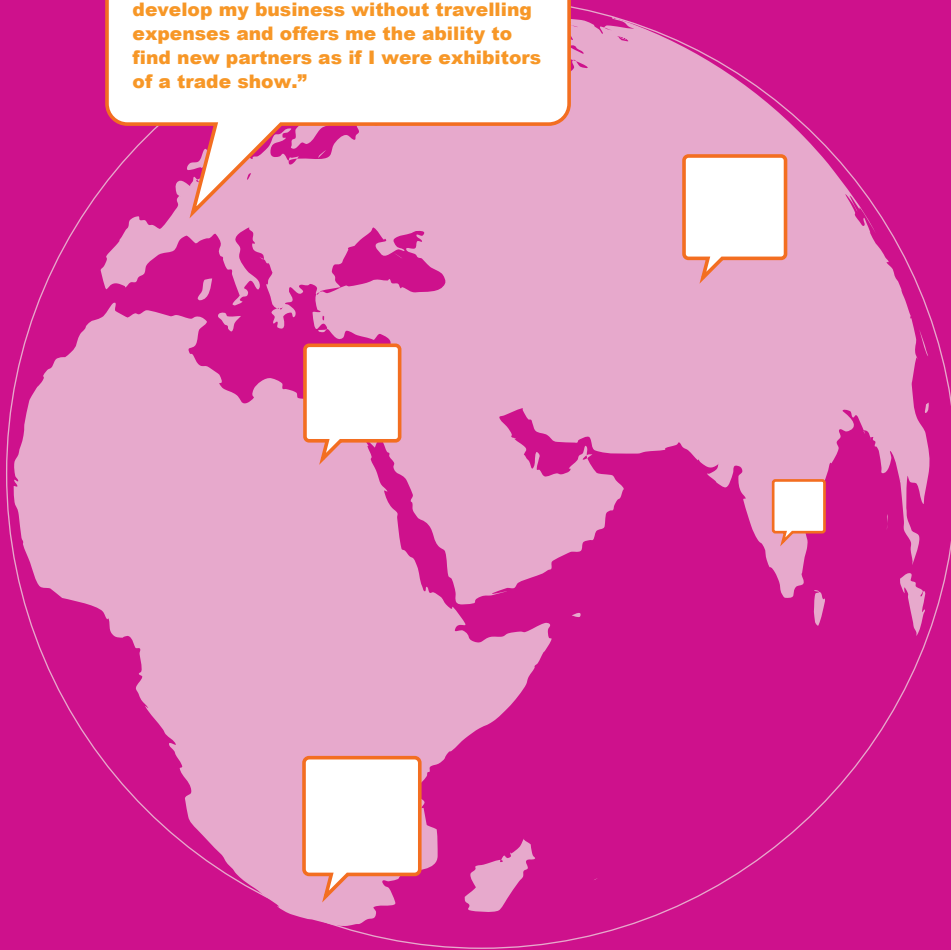 develop my business without travelling
expenses and offers me the ability to
find new partners as if I were exhibitors
of a trade show.”